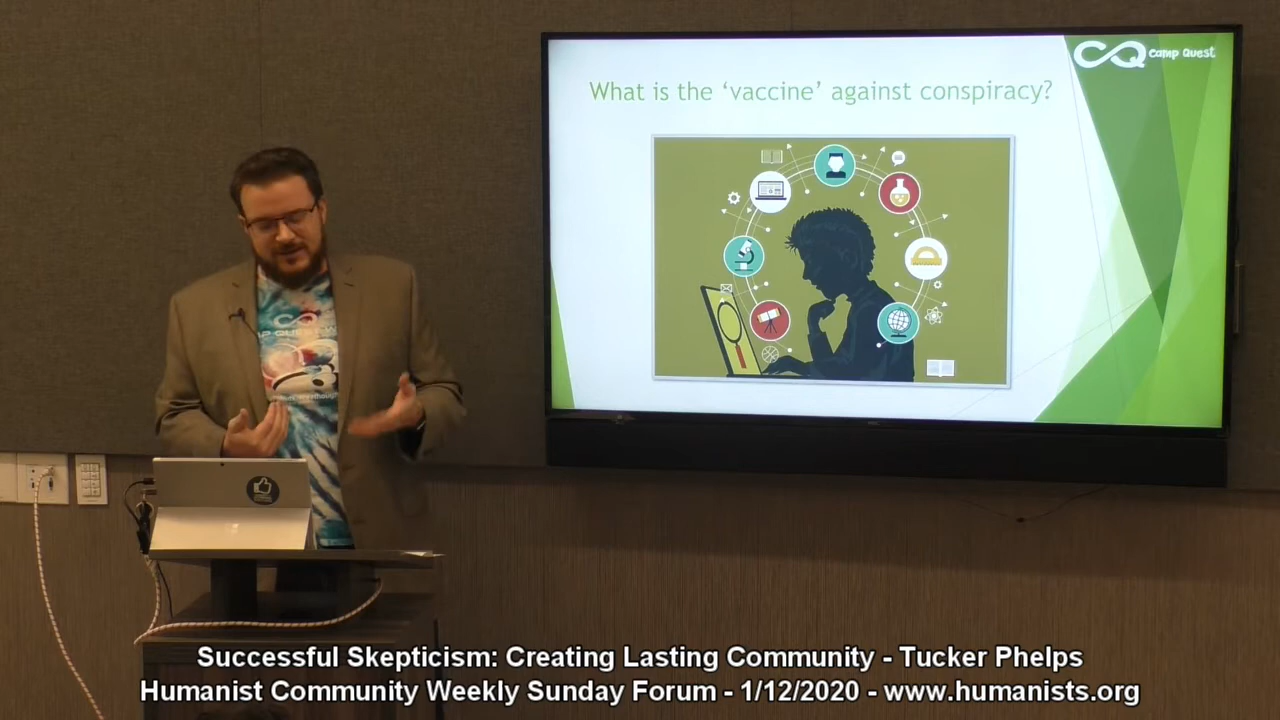 CQ Camp Quest
What is the ‘vaccine’ against conspiracy?
Successful Skepticism: Creating Lasting Community - Tucker Phelps
Humanist Community Weekly Sunday Forum - 1/12/2020 - www.humanists.org